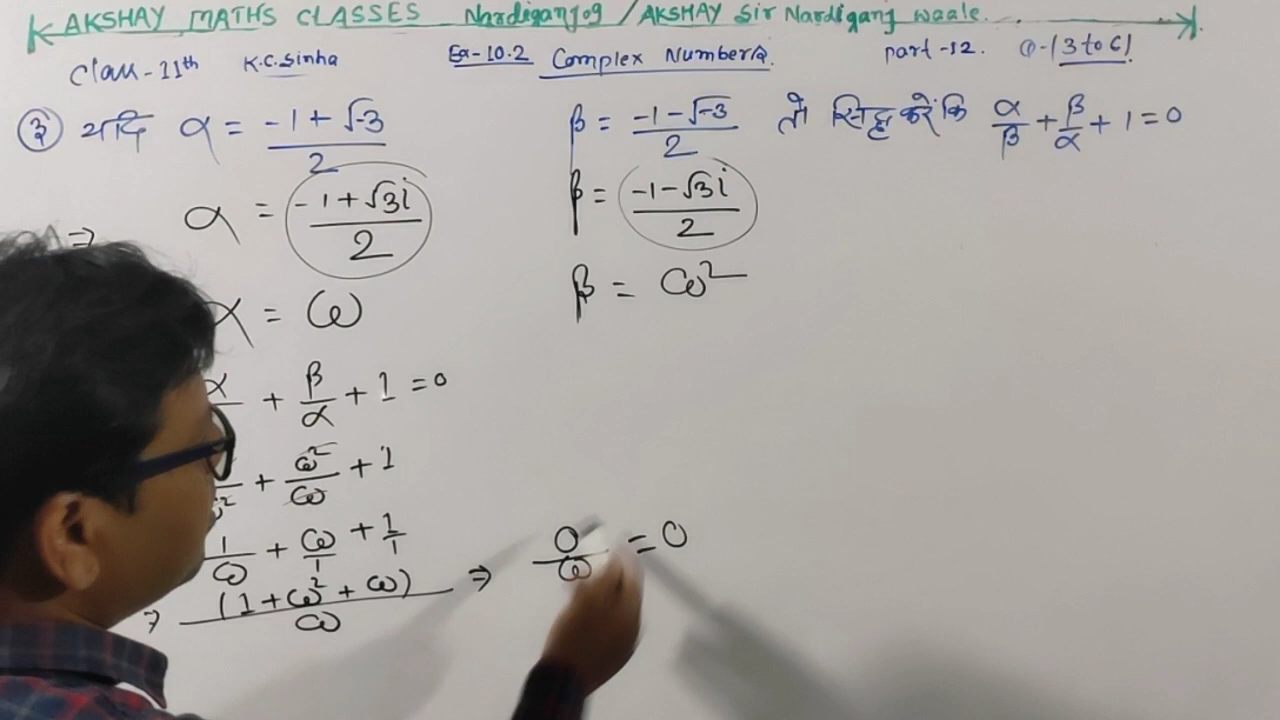 AKSHAY MATHS CLASSES Nardiganjog / AKSHAY Sir Nardiganj waale.
Class-11th K.C.Sinha Ex-10.2 Complex Numbers. part-12. Q-(3 to 6)
③ यदि α = (-1+√-3)/2 β = (-1-√-3)/2 तो सिद्ध करें कि α/β + β/α + 1 = 0
⇒ α = (-1+√3i)/2 β = (-1-√3i)/2
α = ω β = ω²
+ β/α + 1 = 0
+ ω²/ω + 1
1/ω + ω/1 + 1/1
⇒ (1+ω²+ω)/ω ⇒ 0/ω = 0